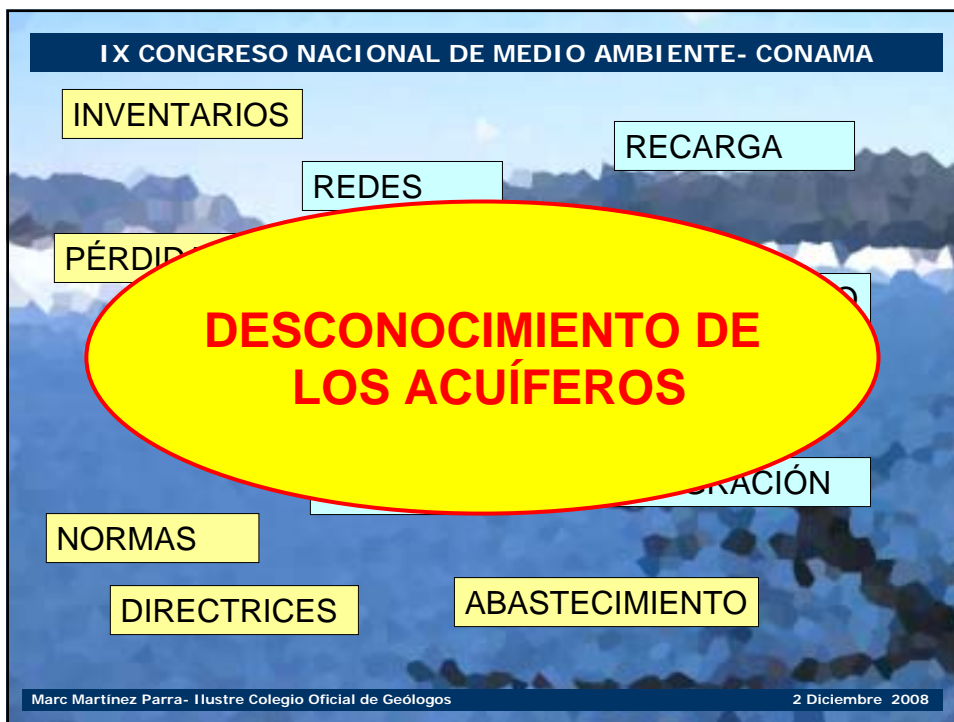 IX CONGRESO NACIONAL DE MEDIO AMBIENTE- CONAMA
INVENTARIOS
RECARGA
REDES
DESCONOCIMIENTO DE
LOS ACUÍFEROS
NORMAS
DIRECTRICES
ABASTECIMIENTO
Marc Martínez Parra- Ilustre Colegio Oficial de Geólogos
2 Diciembre 2008